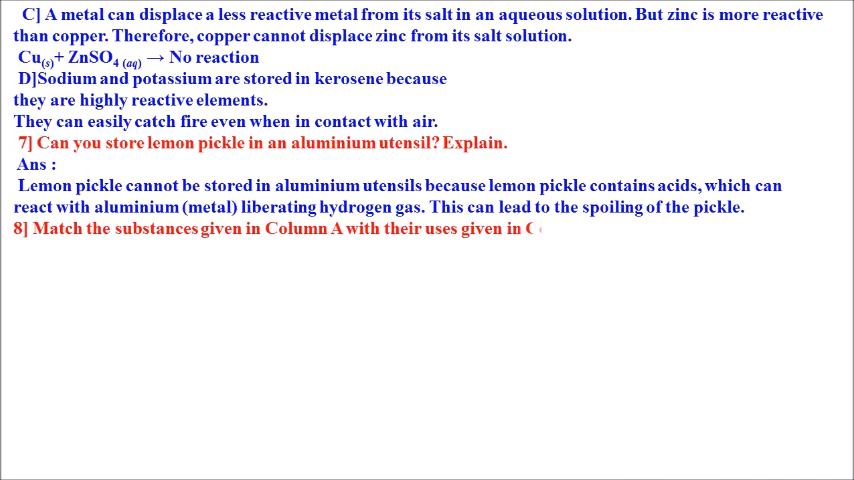 C] A metal can displace a less reactive metal from its salt in an aqueous solution. But zinc is more reactive
than copper. Therefore, copper cannot displace zinc from its salt solution.
Cu(s)+ ZnSO4 (aq) → No reaction
D]Sodium and potassium are stored in kerosene because
they are highly reactive elements.
They can easily catch fire even when in contact with air.
7] Can you store lemon pickle in an aluminium utensil? Explain.
Ans :
Lemon pickle cannot be stored in aluminium utensils because lemon pickle contains acids, which can
react with aluminium (metal) liberating hydrogen gas. This can lead to the spoiling of the pickle.
8] Match the substances given in Column A with their uses given in